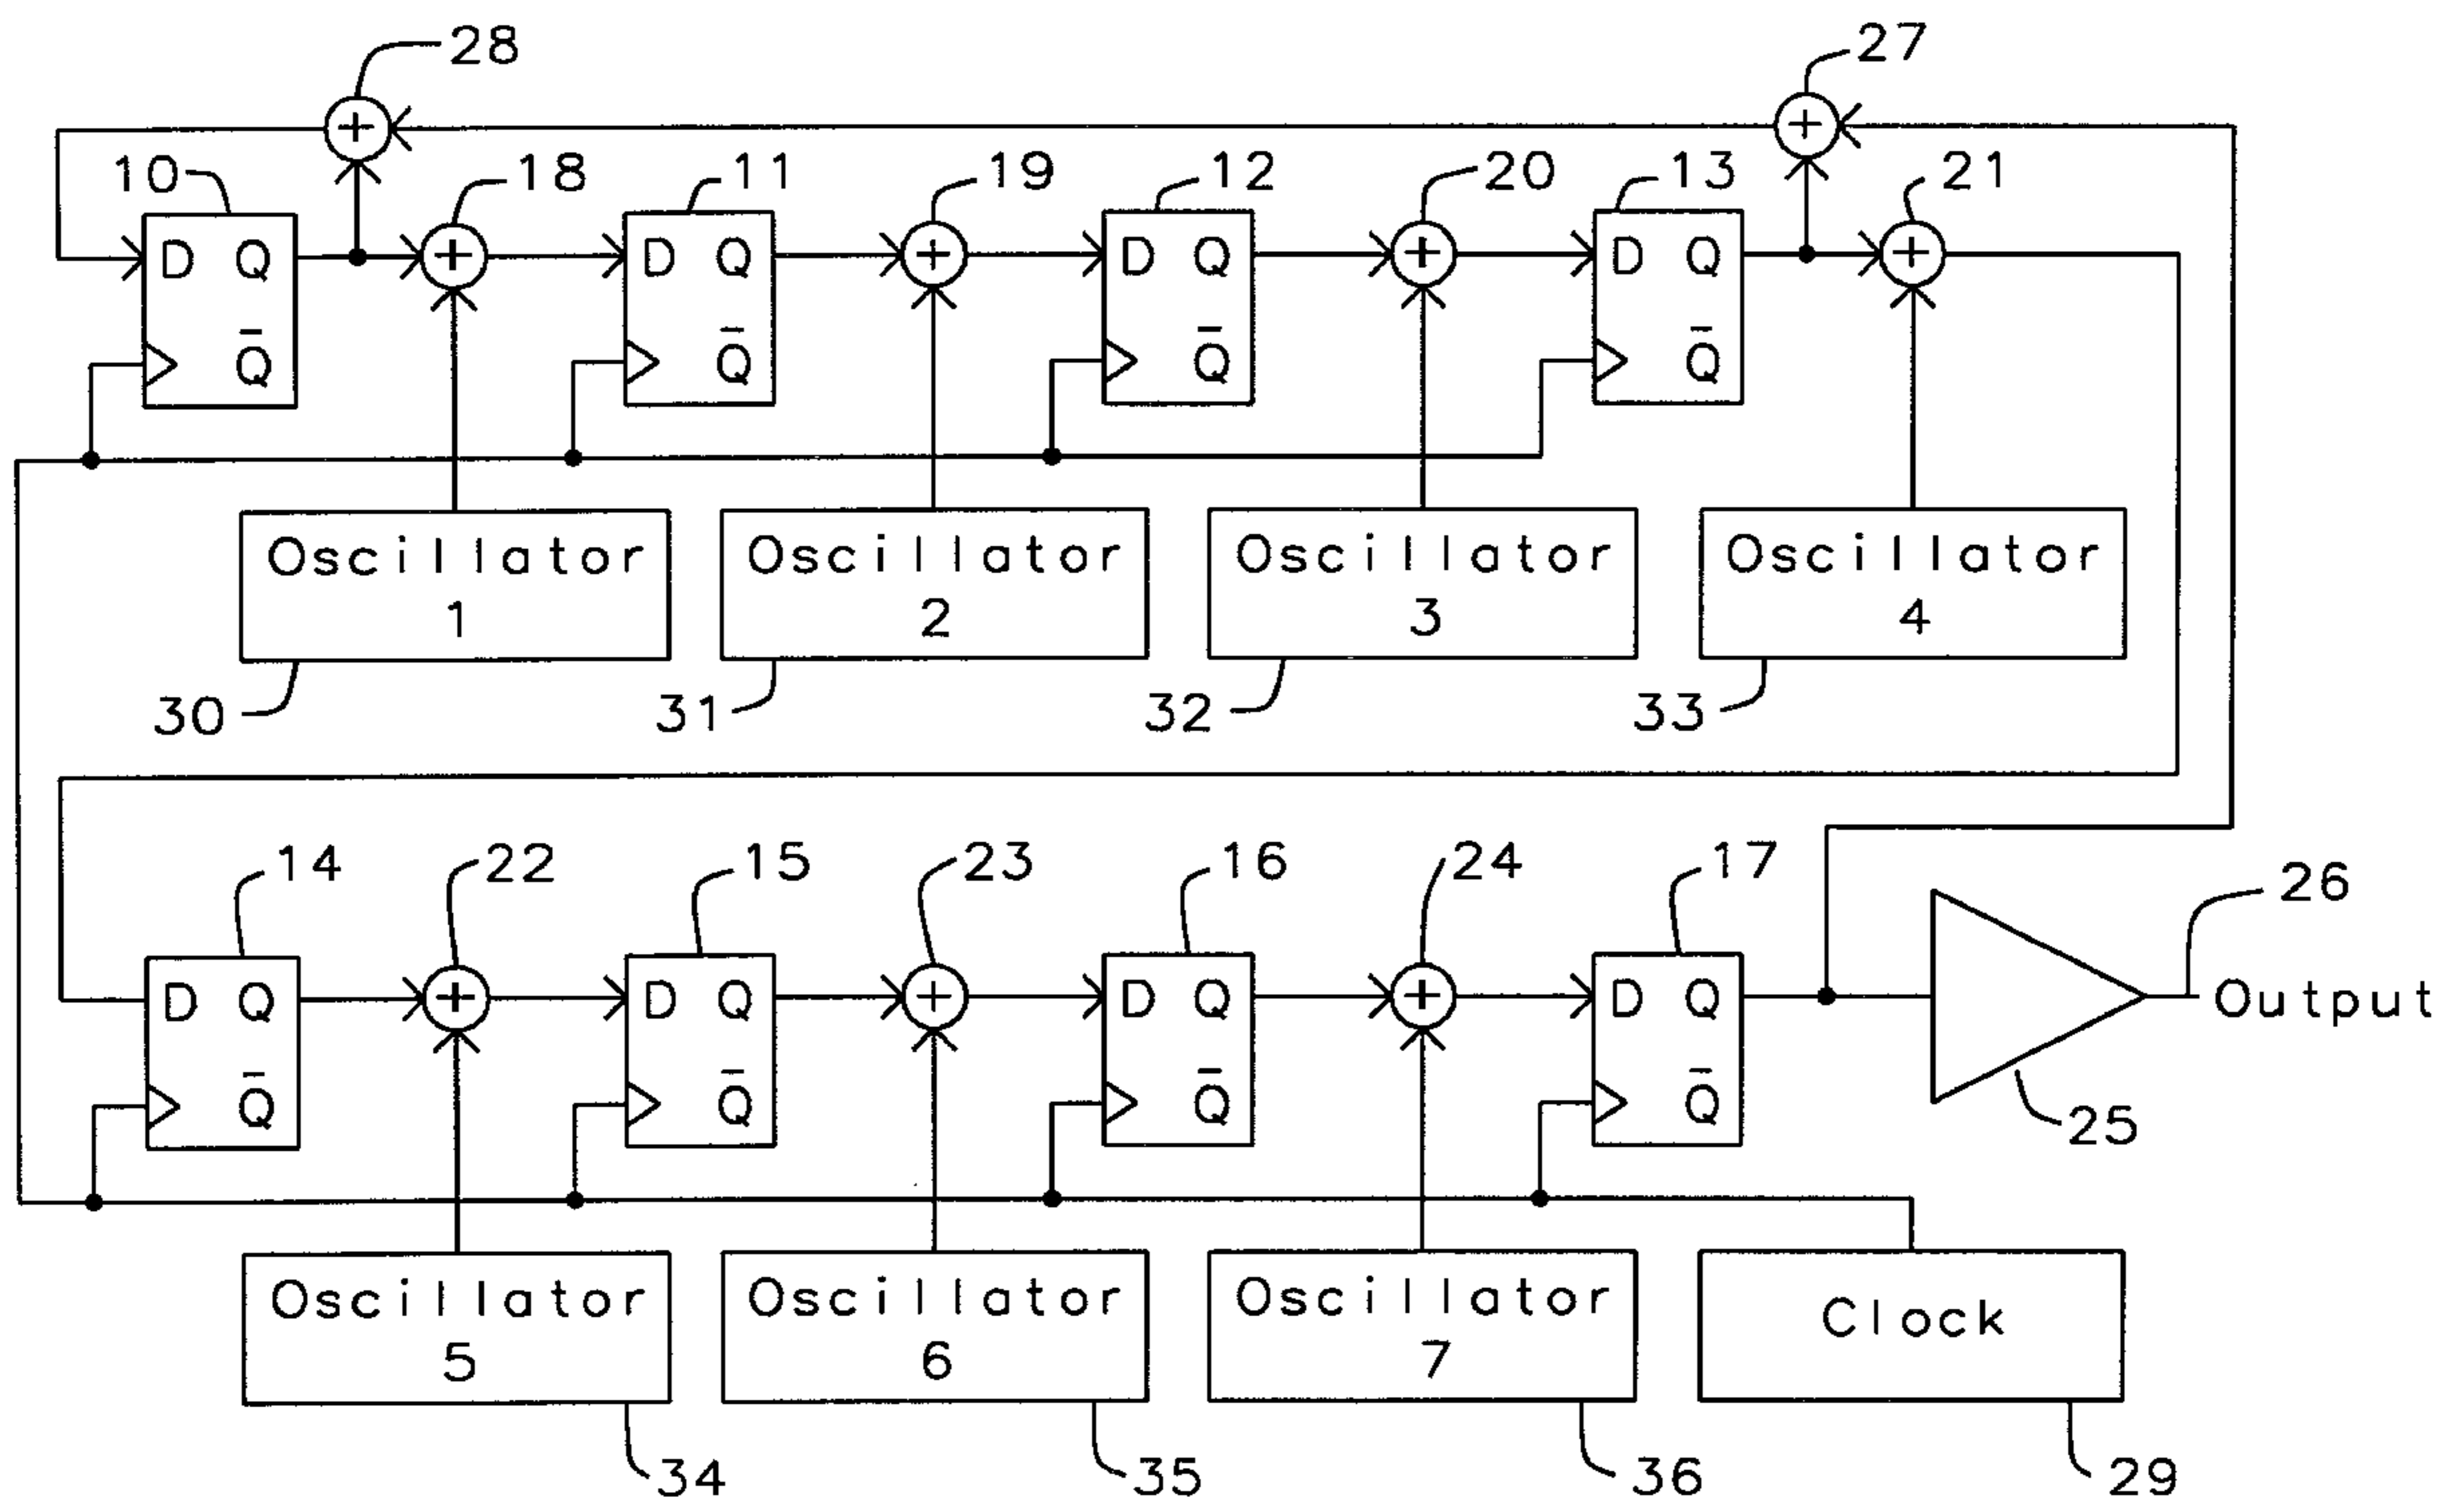 28
27
10
18
11
19
12
20
13
21
D Q
D Q
D Q
D Q
Q̅
Q̅
Q̅
Q̅
Oscillator
1
Oscillator
2
Oscillator
3
Oscillator
4
30
31
32
33
14
22
15
23
16
24
17
26
D Q
D Q
D Q
D Q
Output
Q̅
Q̅
Q̅
Q̅
25
Oscillator
5
Oscillator
6
Oscillator
7
Clock
34
35
36
29